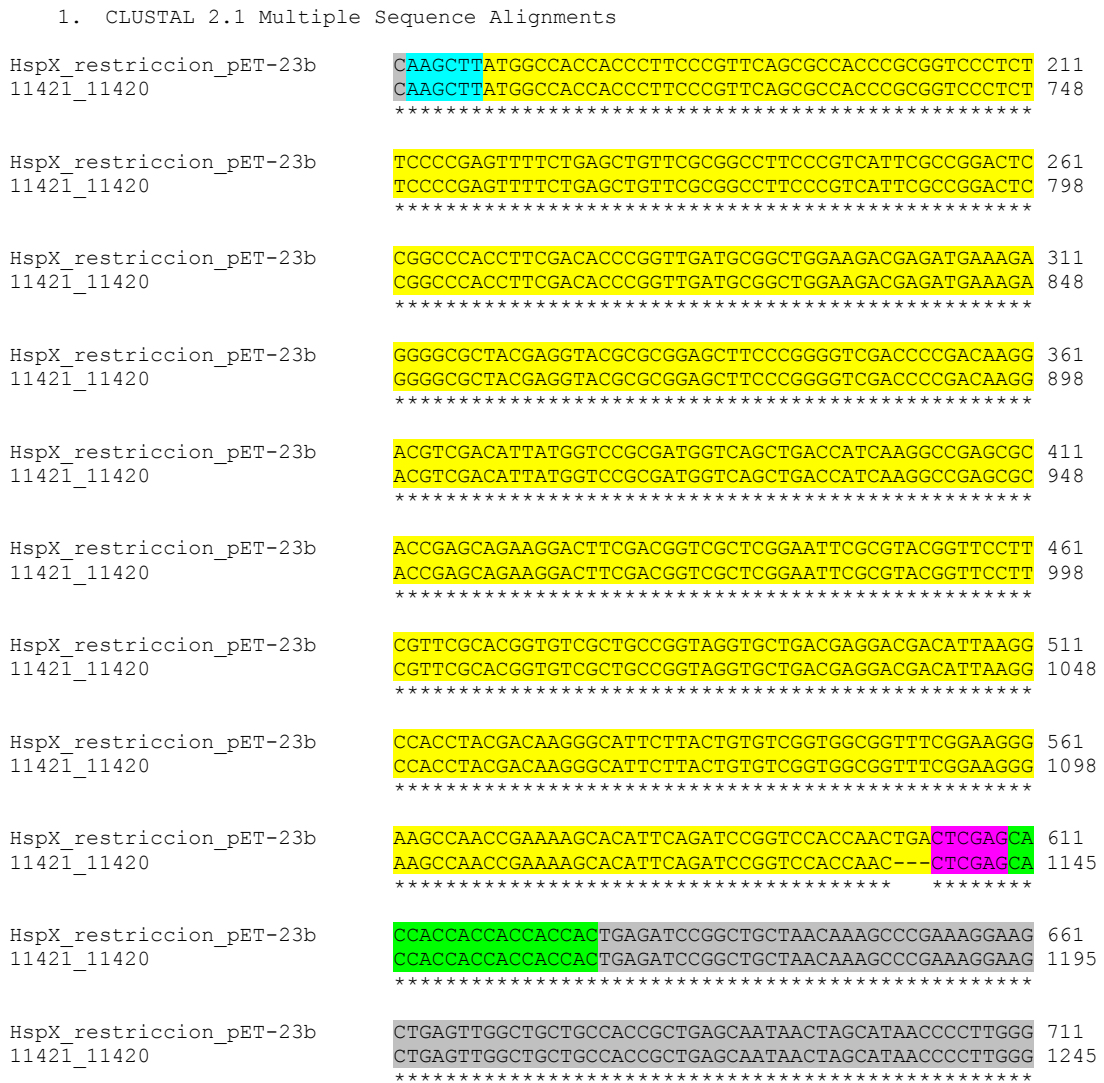 1. CLUSTAL 2.1 Multiple Sequence Alignments
HspX_restriccion_pET-23b CAAGCTTATGGCCACCACCCTTCCCGTTCAGCGCCACCCGCGGTCCCTCT 211
11421_11420 CAAGCTTATGGCCACCACCCTTCCCGTTCAGCGCCACCCGCGGTCCCTCT 748
**************************************************
HspX_restriccion_pET-23b TCCCCGAGTTTTCTGAGCTGTTCGCGGCCTTCCCGTCATTCGCCGGACTC 261
11421_11420 TCCCCGAGTTTTCTGAGCTGTTCGCGGCCTTCCCGTCATTCGCCGGACTC 798
**************************************************
HspX_restriccion_pET-23b CGGCCCACCTTCGACACCCGGTTGATGCGGCTGGAAGACGAGATGAAAGA 311
11421_11420 CGGCCCACCTTCGACACCCGGTTGATGCGGCTGGAAGACGAGATGAAAGA 848
**************************************************
HspX_restriccion_pET-23b GGGGCGCTACGAGGTACGCGCGGAGCTTCCCGGGGTCGACCCCGACAAGG 361
11421_11420 GGGGCGCTACGAGGTACGCGCGGAGCTTCCCGGGGTCGACCCCGACAAGG 898
**************************************************
HspX_restriccion_pET-23b ACGTCGACATTATGGTCCGCGATGGTCAGCTGACCATCAAGGCCGAGCGC 411
11421_11420 ACGTCGACATTATGGTCCGCGATGGTCAGCTGACCATCAAGGCCGAGCGC 948
**************************************************
HspX_restriccion_pET-23b ACCGAGCAGAAGGACTTCGACGGTCGCTCGGAATTCGCGTACGGTTCCTT 461
11421_11420 ACCGAGCAGAAGGACTTCGACGGTCGCTCGGAATTCGCGTACGGTTCCTT 998
**************************************************
HspX_restriccion_pET-23b CGTTCGCACGGTGTCGCTGCCGGTAGGTGCTGACGAGGACGACATTAAGG 511
11421_11420 CGTTCGCACGGTGTCGCTGCCGGTAGGTGCTGACGAGGACGACATTAAGG 1048
**************************************************
HspX_restriccion_pET-23b CCACCTACGACAAGGGCATTCTTACTGTGTCGGTGGCGGTTTCGGAAGGG 561
11421_11420 CCACCTACGACAAGGGCATTCTTACTGTGTCGGTGGCGGTTTCGGAAGGG 1098
**************************************************
HspX_restriccion_pET-23b AAGCCAACCGAAAAGCACATTCAGATCCGGTCCACCAACTGACTCGAGCA 611
11421_11420 AAGCCAACCGAAAAGCACATTCAGATCCGGTCCACCAAC---CTCGAGCA 1145
***************************************   ********
HspX_restriccion_pET-23b CCACCACCACCACCACTGAGATCCGGCTGCTAACAAAGCCCGAAAGGAAG 661
11421_11420 CCACCACCACCACCACTGAGATCCGGCTGCTAACAAAGCCCGAAAGGAAG 1195
**************************************************
HspX_restriccion_pET-23b CTGAGTTGGCTGCTGCCACCGCTGAGCAATAACTAGCATAACCCCTTGGG 711
11421_11420 CTGAGTTGGCTGCTGCCACCGCTGAGCAATAACTAGCATAACCCCTTGGG 1245
**************************************************